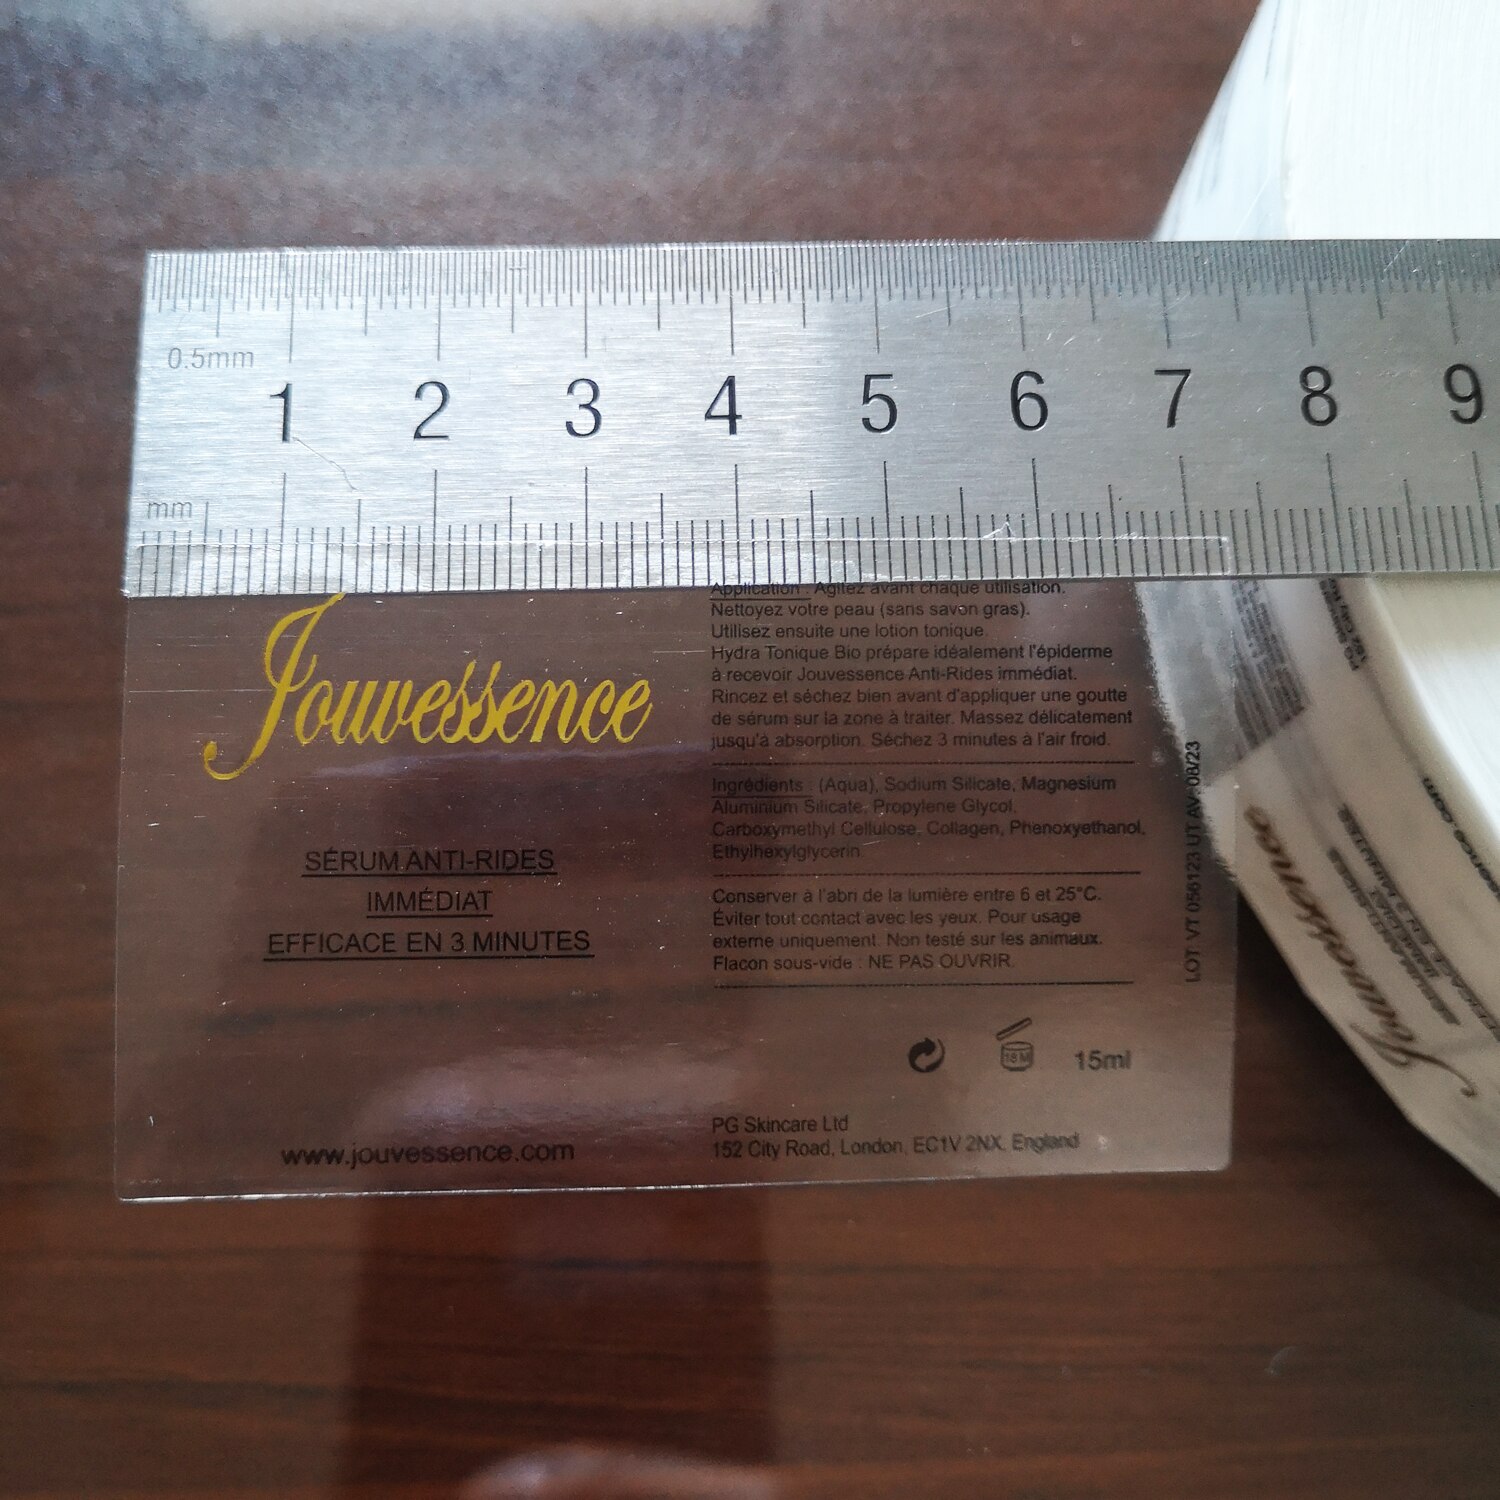 0.5mm
1 2 3 4 5 6 7 8 9
mm
Jouvessence
SÉRUM ANTI-RIDES
IMMÉDIAT
EFFICACE EN 3 MINUTES
www.jouvessence.com
Application : Agitez avant chaque utilisation.
Nettoyez votre peau (sans savon gras).
Utilisez ensuite une lotion tonique.
Hydra Tonique Bio prépare idéalement l'épiderme
à recevoir Jouvessence Anti-Rides immédiat.
Rincez et séchez bien avant d'appliquer une goutte
de sérum sur la zone à traiter. Massez délicatement
jusqu'à absorption. Séchez 3 minutes à l'air froid.
Ingrédients : (Aqua), Sodium Silicate, Magnesium
Aluminium Silicate, Propylene Glycol,
Carboxymethyl Cellulose, Collagen, Phenoxyethanol,
Ethylhexylglycerin
Conserver à l'abri de la lumière entre 6 et 25°C.
Éviter tout contact avec les yeux. Pour usage
externe uniquement. Non testé sur les animaux.
Flacon sous-vide : NE PAS OUVRIR.
18M
15ml
PG Skincare Ltd
152 City Road, London, EC1V 2NX, England
LOT VT 056123 UT AV: 08/23
Jouvessence
EN 3 MINUTES